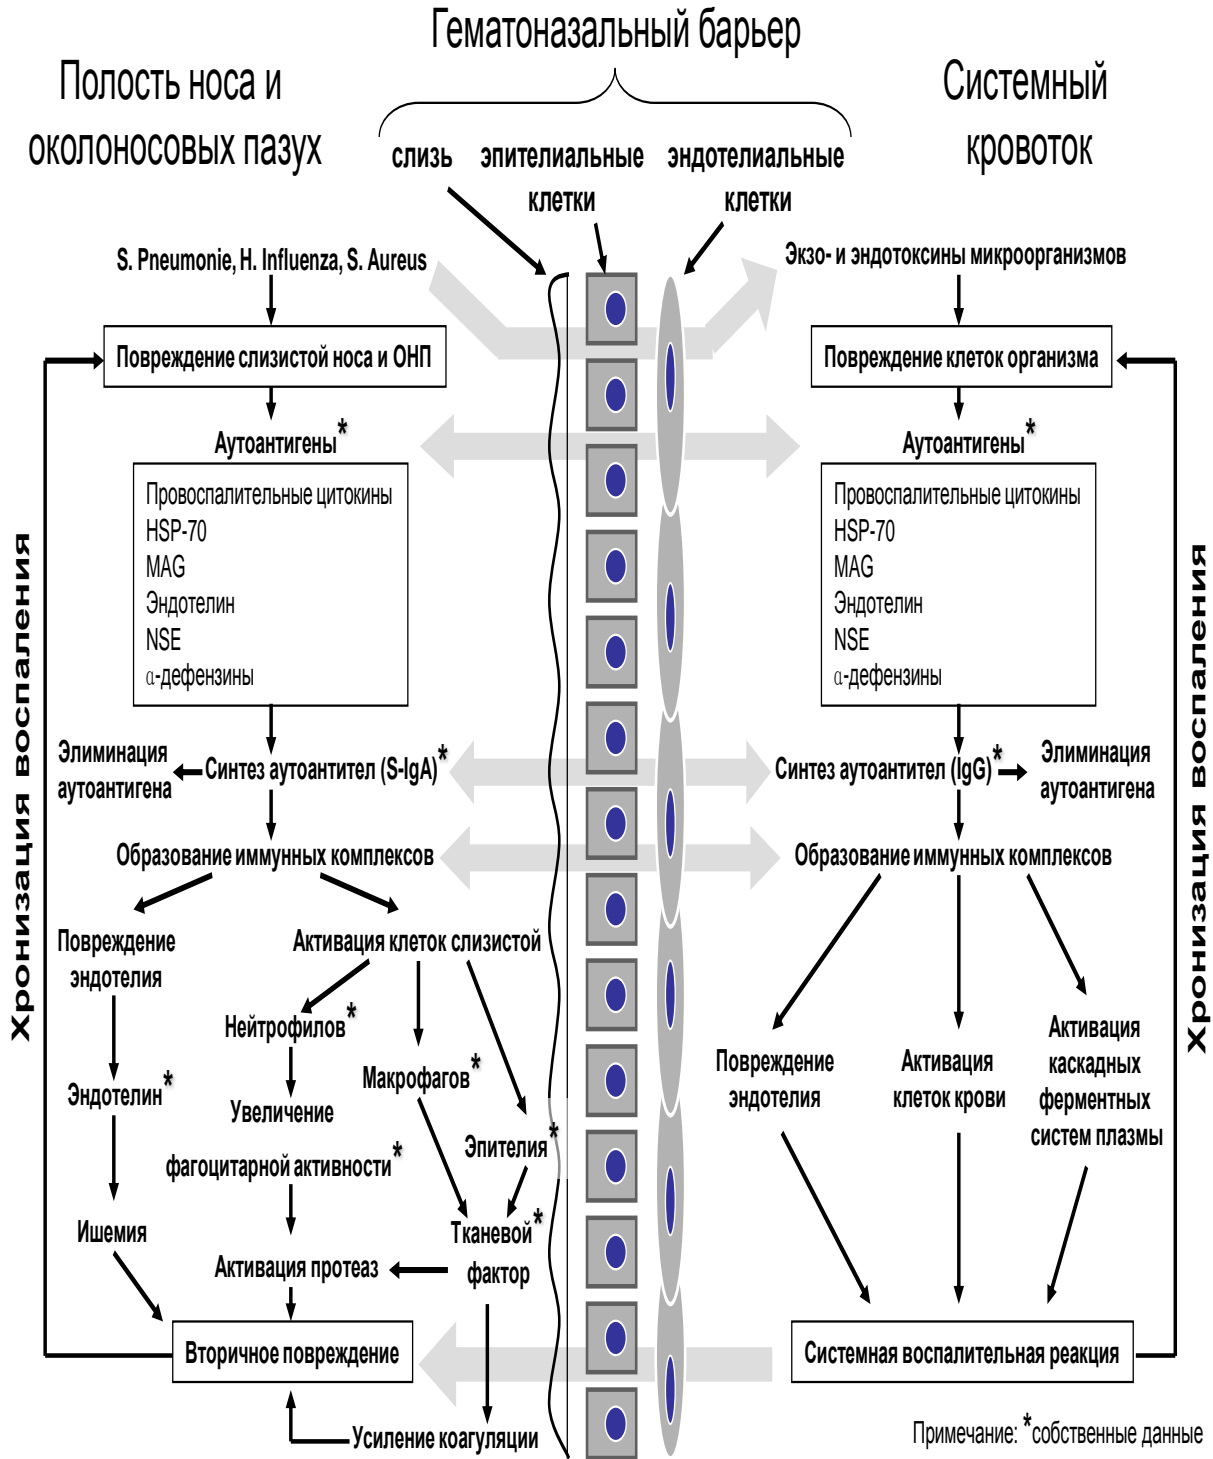 Гематоназальный барьер
Полость носа и
околоносовых пазух
Системный
кровоток
слизь
эпителиальные
клетки
эндотелиальные
клетки
S. Pneumonie, H. Influenza, S. Aureus
Повреждение слизистой носа и ОНП
Аутоантигены*
Провоспалительные цитокины
HSP-70
MAG
Эндотелин
NSE
α-дефензины
Элиминация
аутоантигена
Синтез аутоантител (S-IgA)*
Образование иммунных комплексов
Повреждение
эндотелия
Активация клеток слизистой
Нейтрофилов*
Макрофагов*
Эндотелин*
Увеличение
Эпителия*
фагоцитарной активности*
Ишемия
Тканевой*
фактор
Активация протеаз
Вторичное повреждение
Усиление коагуляции
Хронизация воспаления
Экзо- и эндотоксины микроорганизмов
Повреждение клеток организма
Аутоантигены*
Провоспалительные цитокины
HSP-70
MAG
Эндотелин
NSE
α-дефензины
Синтез аутоантител (IgG)*
Элиминация
аутоантигена
Образование иммунных комплексов
Повреждение
эндотелия
Активация
клеток крови
Активация
каскадных
ферментных
систем плазмы
Системная воспалительная реакция
Хронизация воспаления
Примечание: *собственные данные